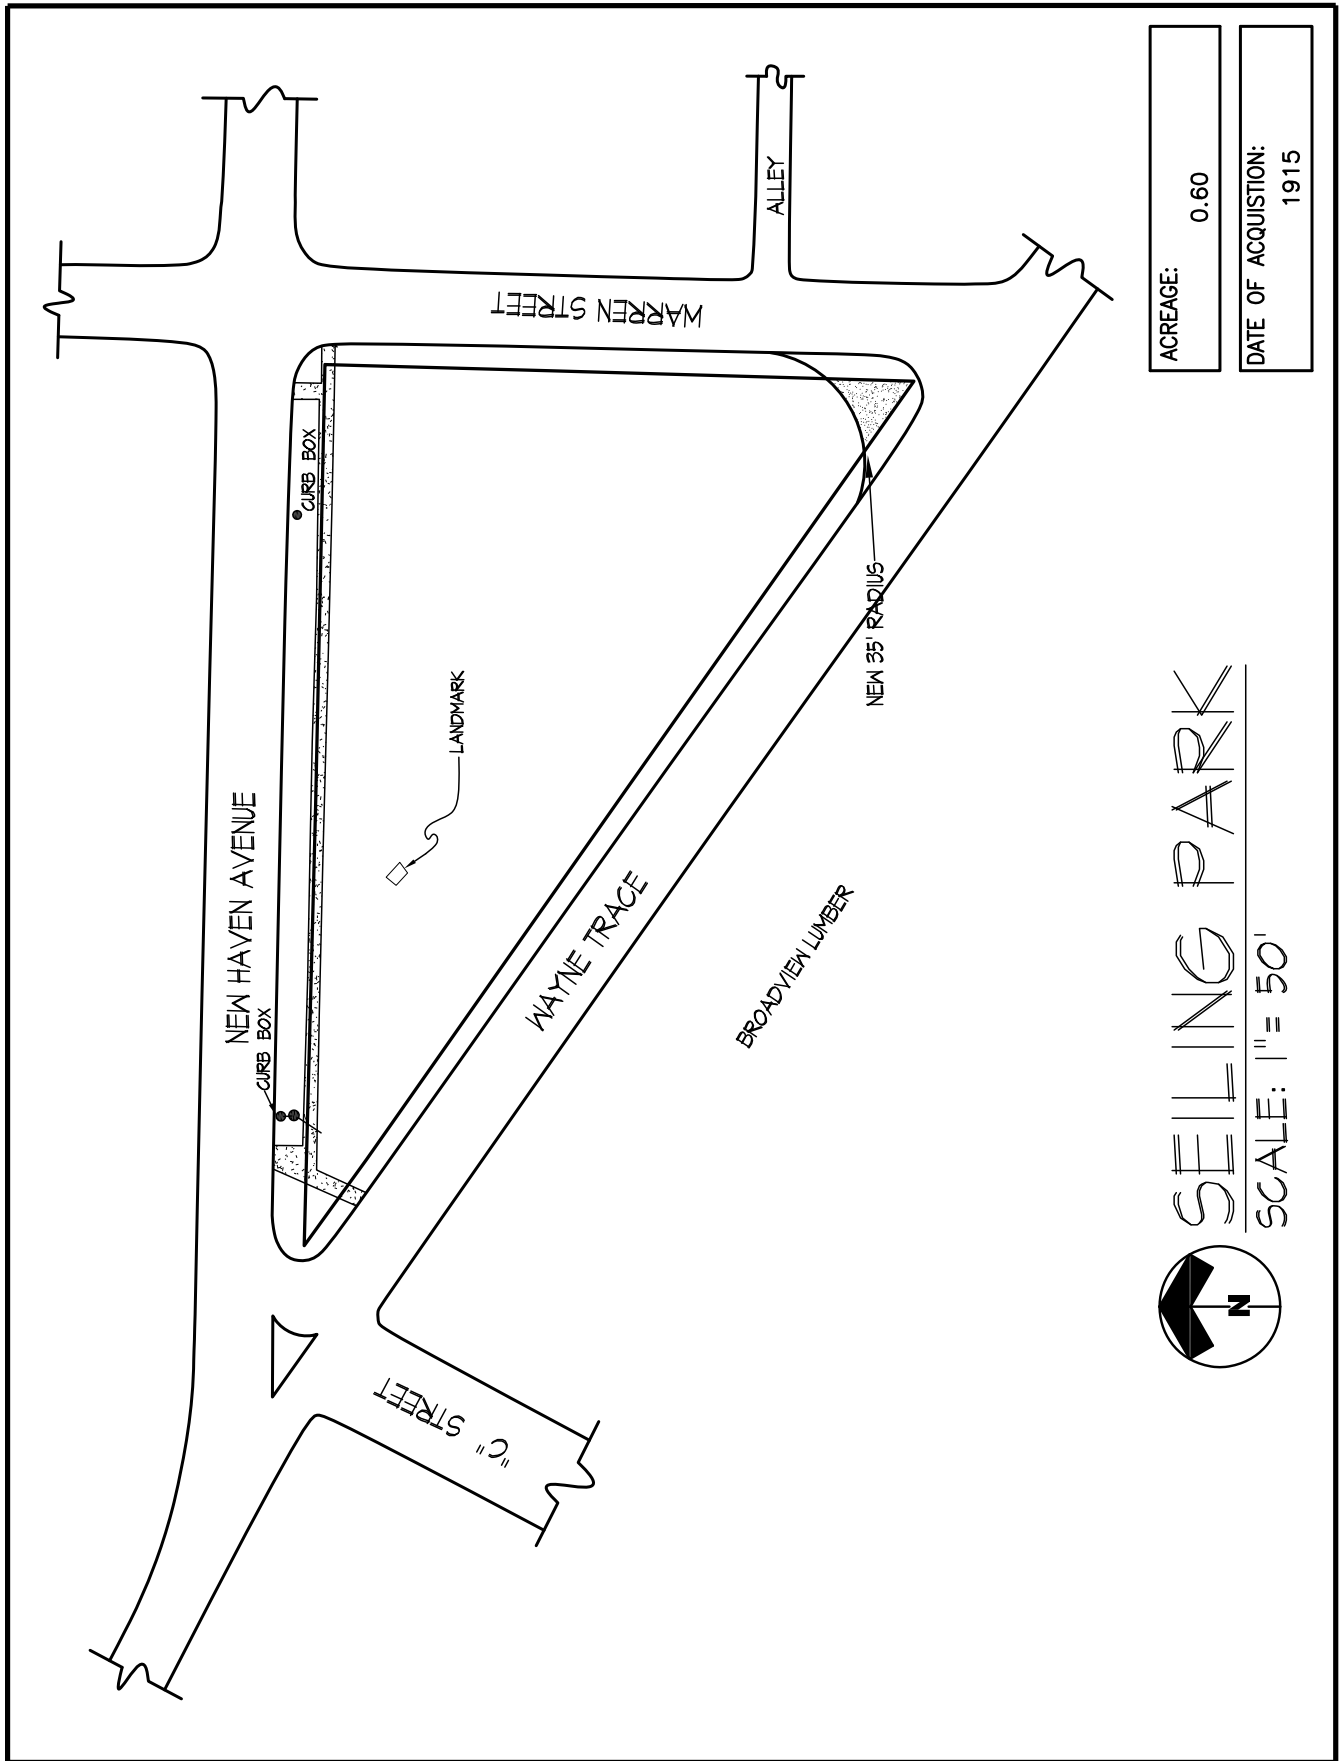 NEW HAVEN AVENUE
CURB BOX
CURB BOX
WARREN STREET
ALLEY
LANDMARK
WAYNE TRACE
NEW 35' RADIUS
"C" STREET
BROADVIEW LUMBER
N
SEILING PARK
SCALE: 1"= 50'
ACREAGE:
0.60
DATE OF ACQUISTION:
1915